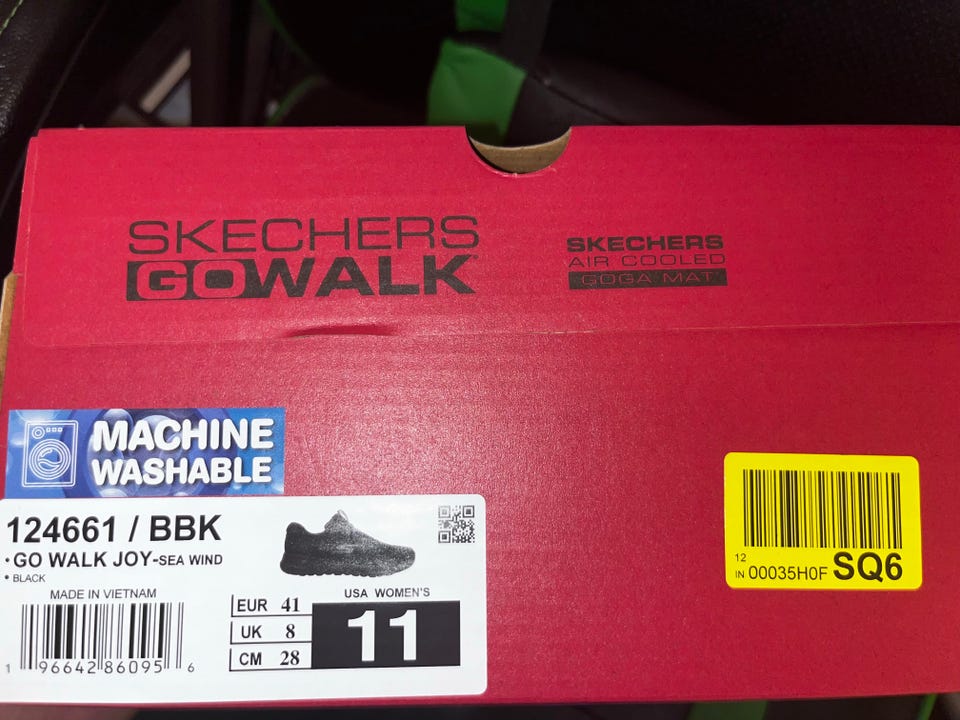 SKECHERS
GOWALK
SKECHERS
AIR COOLED
GOGA MAT
MACHINE
WASHABLE
124661 / BBK
• GO WALK JOY-SEA WIND
• BLACK
MADE IN VIETNAM
1 96642 86095 6
USA WOMEN'S
EUR 41
UK 8
CM 28
11
12
IN 00035H0F SQ6